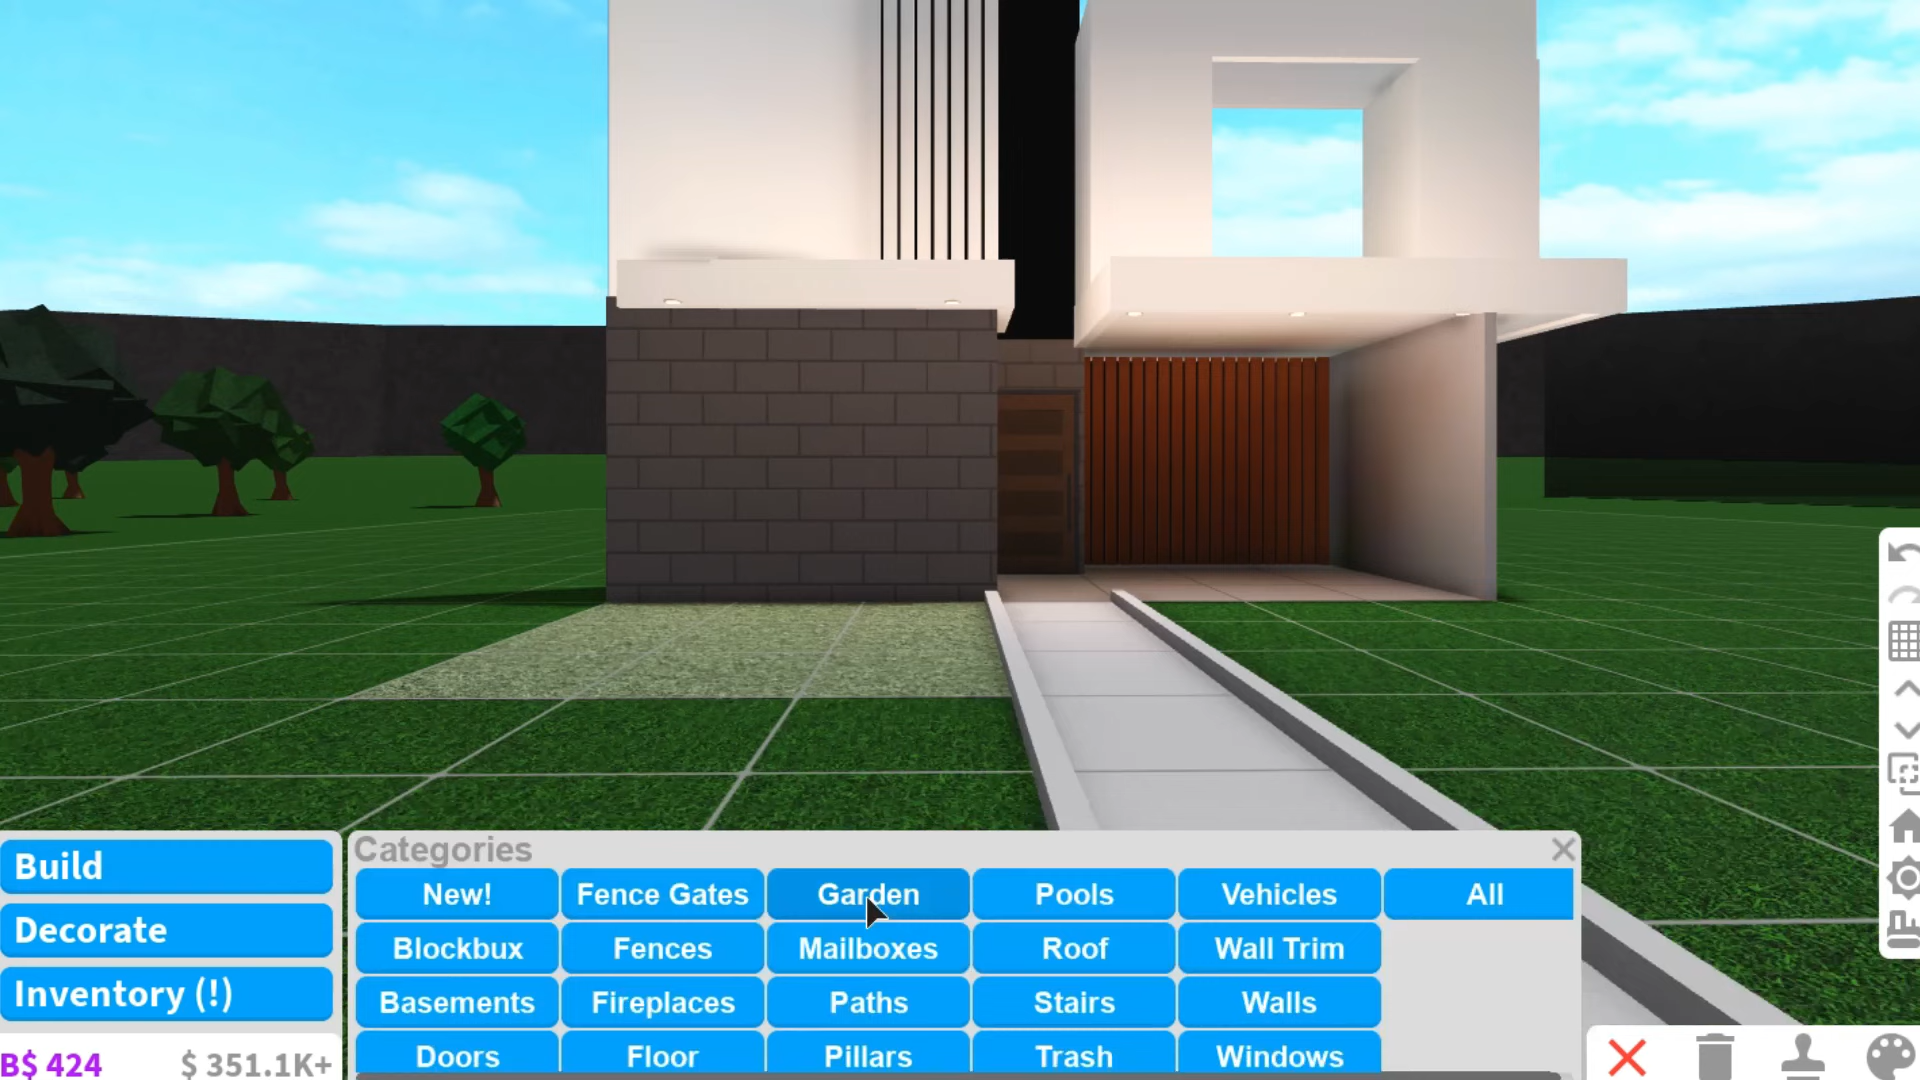 Categories
New! Fence Gates Garden Pools Vehicles All
Blockbux Fences Mailboxes Roof Wall Trim
Basements Fireplaces Paths Stairs Walls
Doors Floor Pillars Trash Windows
Build
Decorate
Inventory (!)
B$ 424 $ 351.1K+